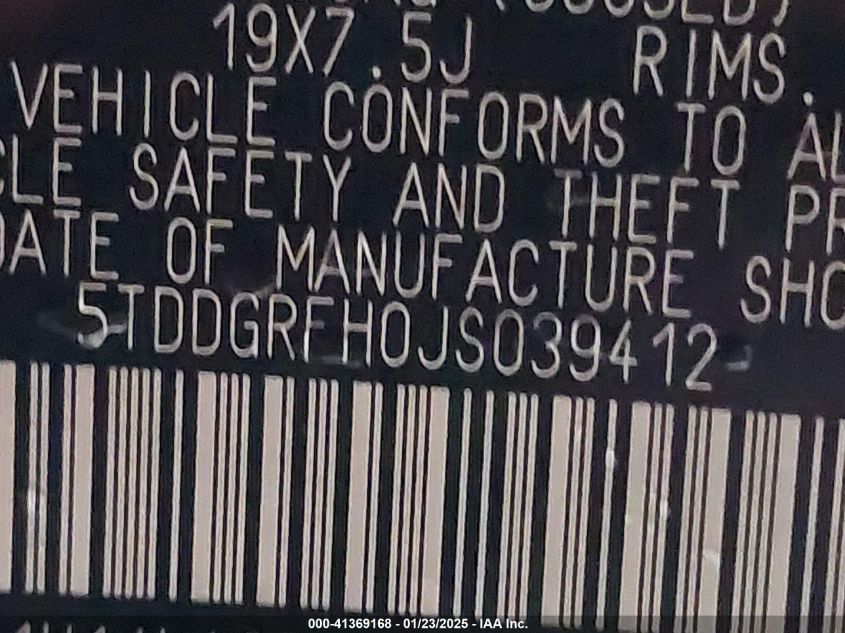 19X7.5J RIMS.
VEHICLE CONFORMS TO AL
CLE SAFETY AND THEFT PR
DATE OF MANUFACTURE SHO
5TDDGRFH0JS039412
000-41369168 - 01/23/2025 - IAA, Inc.